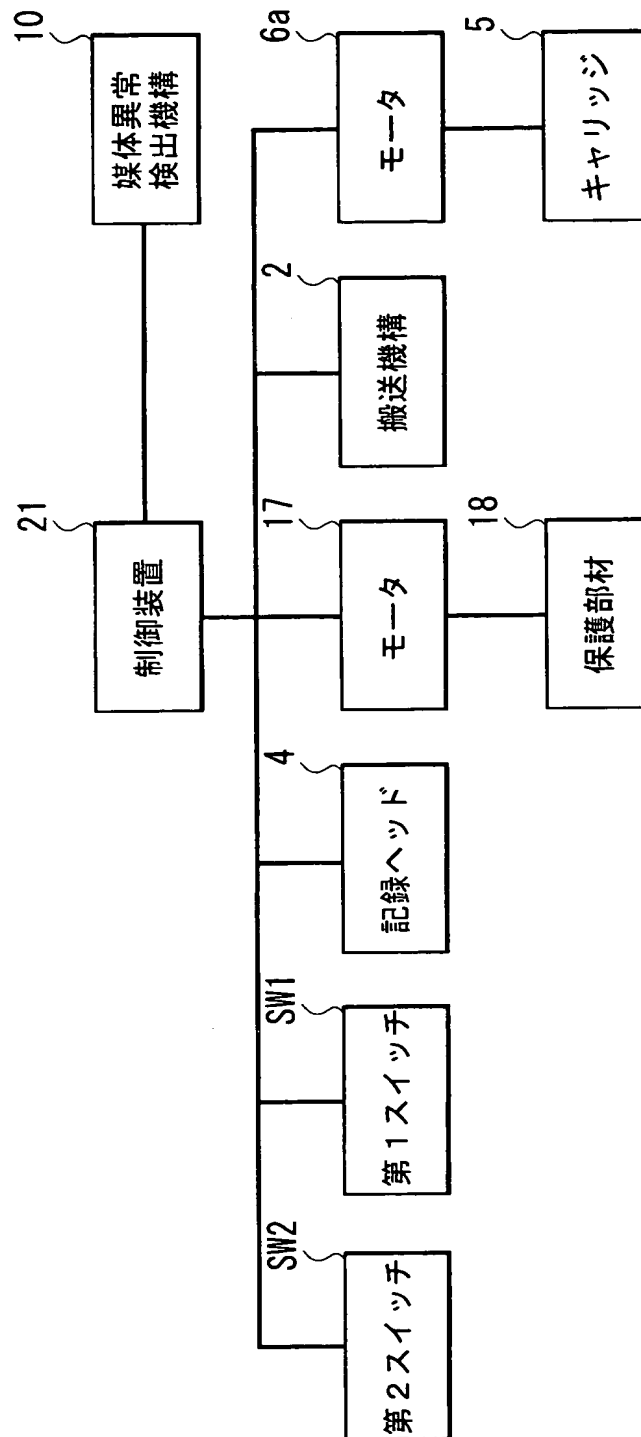 21
制御装置
10
媒体異常
検出機構
SW2
第2スイッチ
SW1
第1スイッチ
4
記録ヘッド
17
モータ
2
搬送機構
6a
モータ
18
保護部材
5
キャリッジ